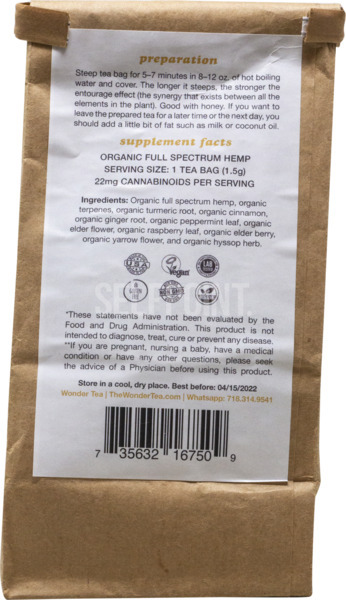 preparation
Steep tea bag for 5-7 minutes in 8-12 oz. of hot boiling
water and cover. The longer it steeps, the stronger the
entourage effect (the synergy that exists between all the
elements in the plant). Good with honey. If you want to
leave the prepared tea for a later time or the next day, you
should add a little bit of fat such as milk or coconut oil.
supplement facts
ORGANIC FULL SPECTRUM HEMP
SERVING SIZE: 1 TEA BAG (1.5g)
22mg CANNABINOIDS PER SERVING
Ingredients: Organic full spectrum hemp, organic
terpenes, organic turmeric root, organic cinnamon,
organic ginger root, organic peppermint leaf, organic
elder flower, organic raspberry leaf, organic elder berry,
organic yarrow flower, and organic hyssop herb.
USA Vegan LAB
*These statements have not been evaluated by the
Food and Drug Administration. This product is not
intended to diagnose, treat, cure or prevent any disease.
**If you are pregnant, nursing a baby, have a medical
condition or have any other questions, please seek
the advice of a Physician before using this product.
Store in a cool, dry place. Best before: 04/15/2022
Wonder Tea | TheWonderTea.com | Whatsapp: 718.314.9541
7 35632 16750 9